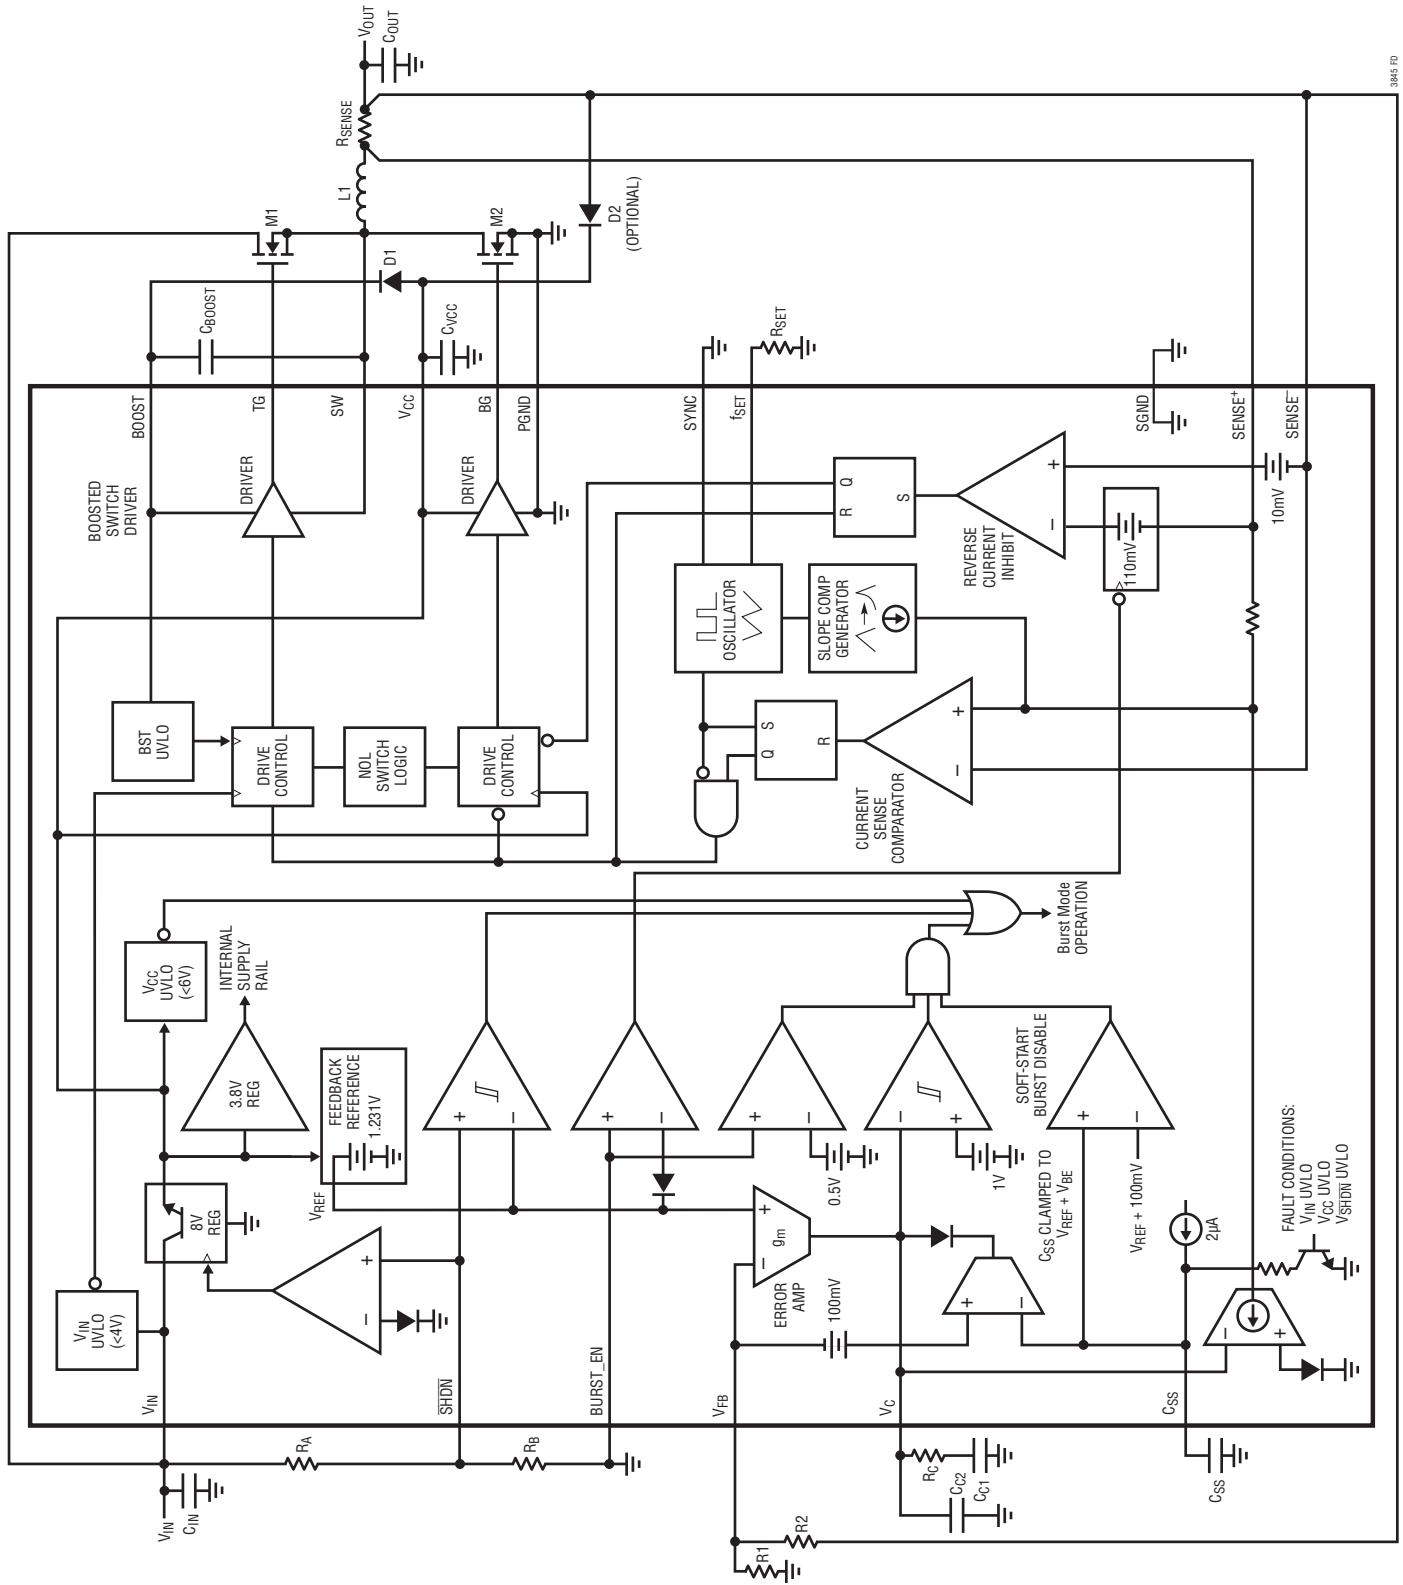 VIN
CIN
RA
RB
R1
R2
RC
CC2
CC1
CSS
VIN
SHDN
BURST_EN
VFB
VC
CSS
VIN
UVLO
(<4V)
8V
REG
VREF
3.8V
REG
FEEDBACK
REFERENCE
1.231V
VCC
UVLO
(<6V)
INTERNAL
SUPPLY
RAIL
+
–
+
–
+
–
+
–
0.5V
–
+
1V
+
–
VREF + 100mV
SOFT-START
BURST DISABLE
+
–
gm
ERROR
AMP
100mV
+
–
CSS CLAMPED TO
VREF + VBE
2µA
–
+
FAULT CONDITIONS:
VIN UVLO
VCC UVLO
VSHDN UVLO
Burst Mode
OPERATION
BST
UVLO
DRIVE
CONTROL
NOL
SWITCH
LOGIC
DRIVE
CONTROL
S
Q
R
CURRENT
SENSE
COMPARATOR
–
+
OSCILLATOR
SLOPE COMP
GENERATOR
BOOSTED
SWITCH
DRIVER
DRIVER
DRIVER
Q
R
S
REVERSE
CURRENT
INHIBIT
–
+
110mV
10mV
BOOST
TG
SW
VCC
BG
PGND
SYNC
fSET
SGND
SENSE+
SENSE–
CBOOST
CVCC
RSET
D1
M1
M2
D2
(OPTIONAL)
L1
RSENSE
VOUT
COUT
3845 FD